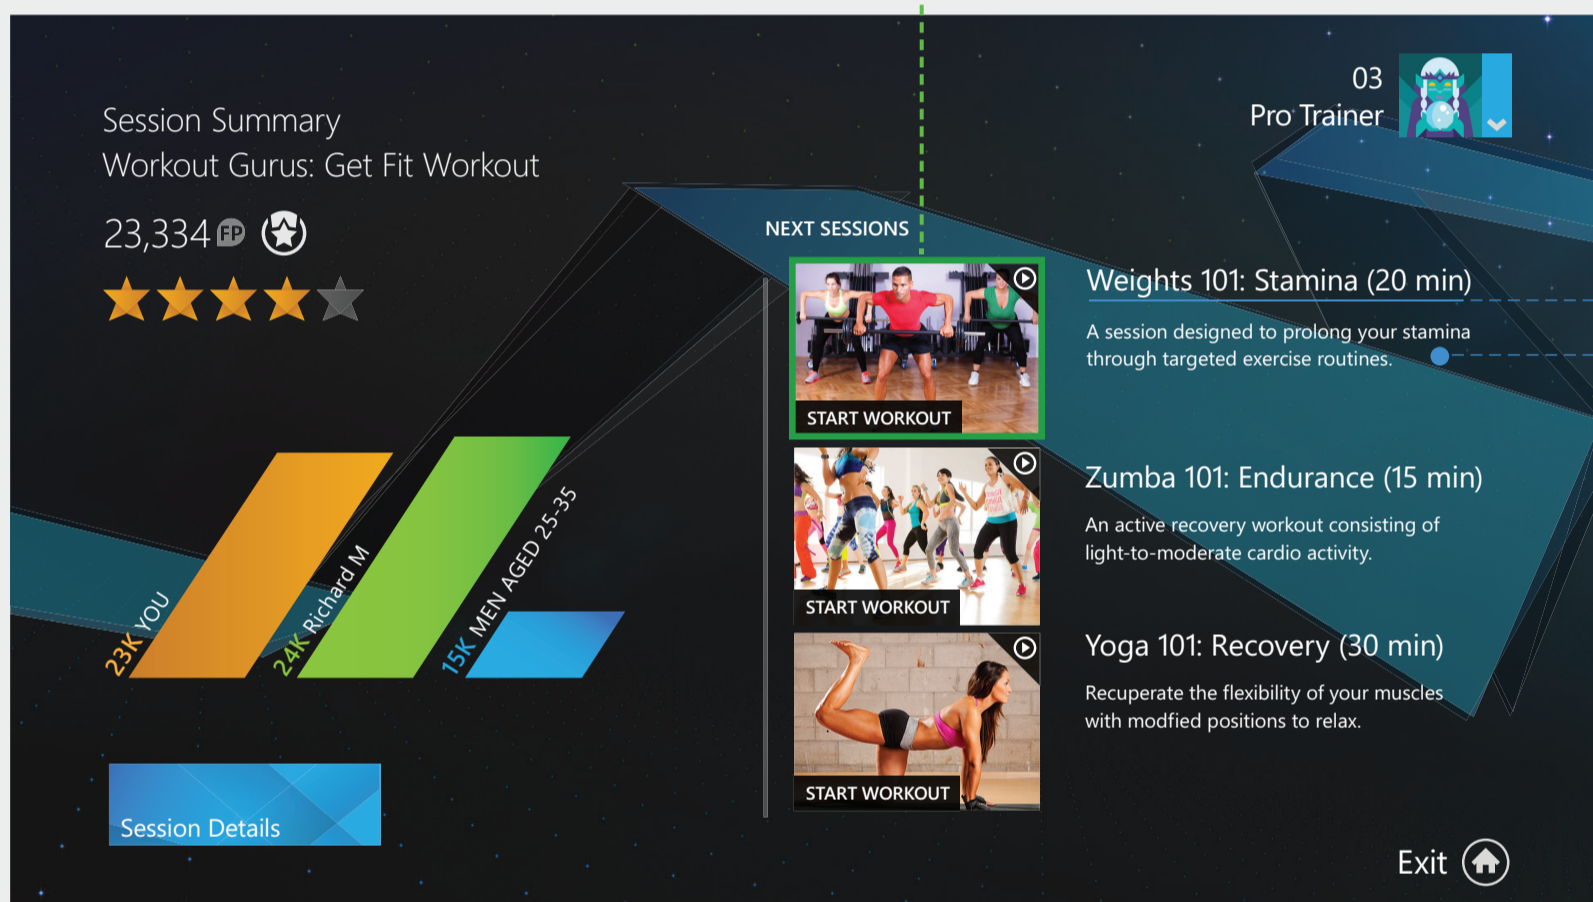 Session Summary
Workout Gurus: Get Fit Workout
23,334 FP
03
Pro Trainer
23K YOU
24K Richard M
15K MEN AGED 25-35
Session Details
NEXT SESSIONS
START WORKOUT
Weights 101: Stamina (20 min)
A session designed to prolong your stamina
through targeted exercise routines.
START WORKOUT
Zumba 101: Endurance (15 min)
An active recovery workout consisting of
light-to-moderate cardio activity.
START WORKOUT
Yoga 101: Recovery (30 min)
Recuperate the flexibility of your muscles
with modfied positions to relax.
Exit